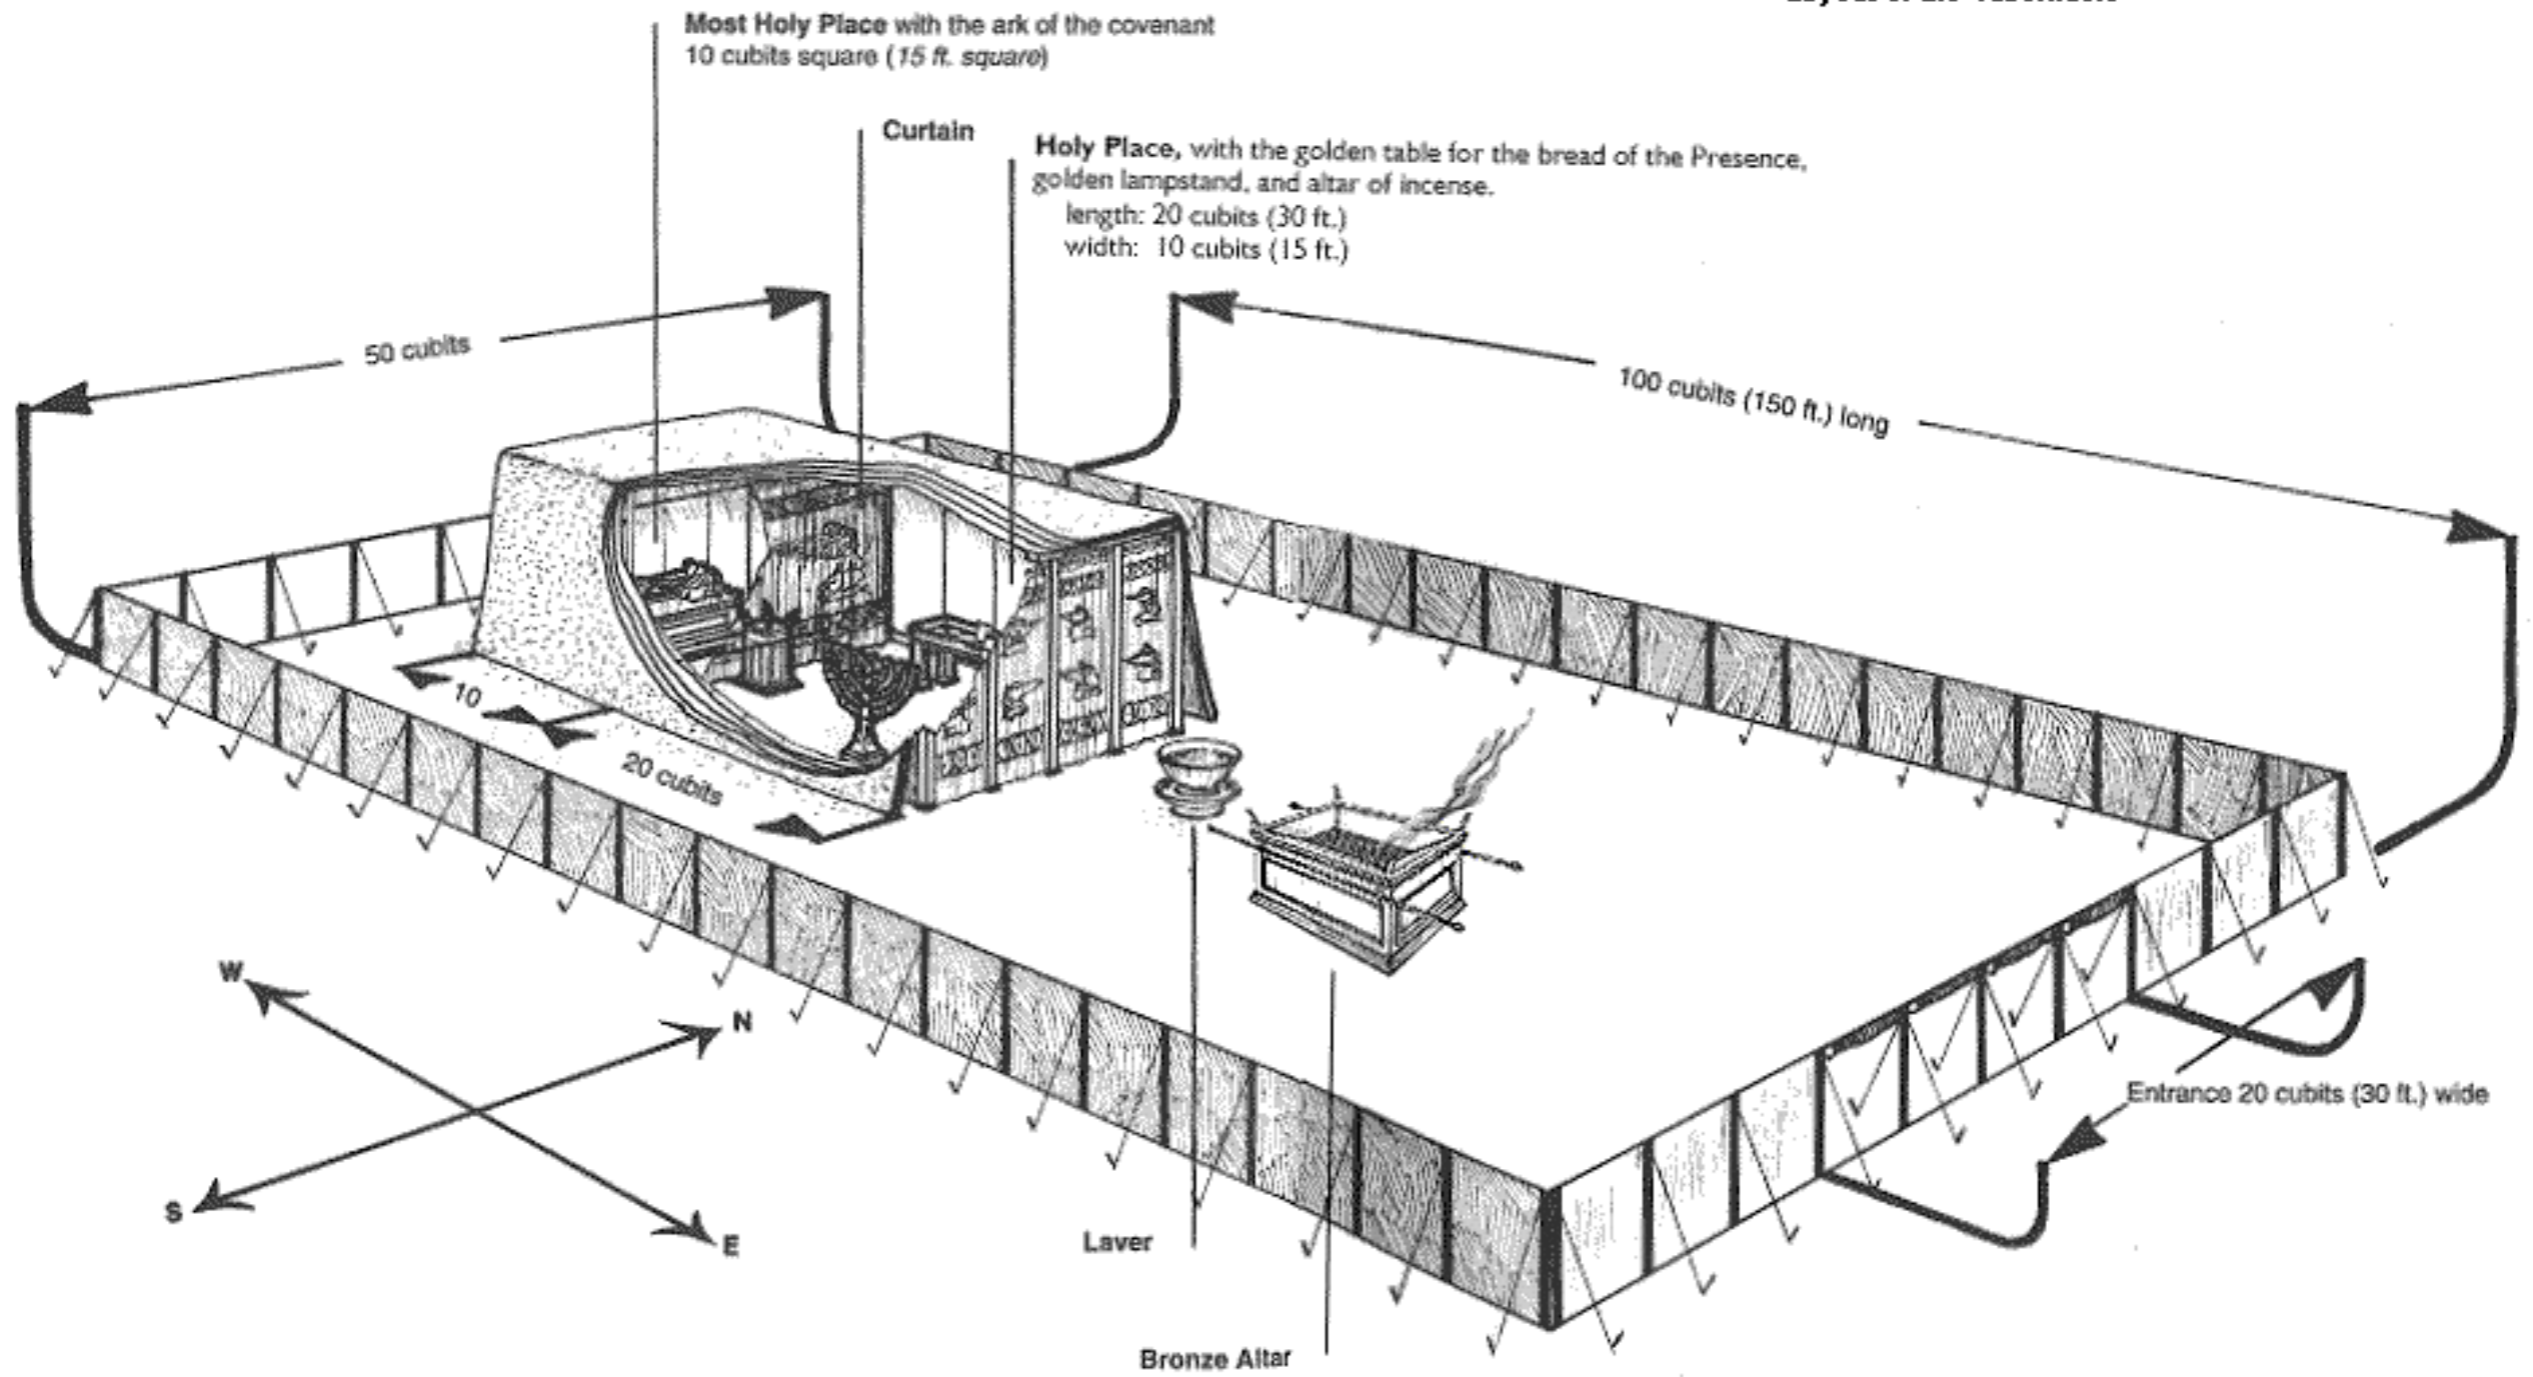 Most Holy Place with the ark of the covenant
10 cubits square (15 ft. square)
Curtain
Holy Place, with the golden table for the bread of the Presence,
golden lampstand, and altar of incense.
length: 20 cubits (30 ft.)
width: 10 cubits (15 ft.)
50 cubits
100 cubits (150 ft.) long
10
20 cubits
W
N
S
E
Entrance 20 cubits (30 ft.) wide
Laver
Bronze Altar